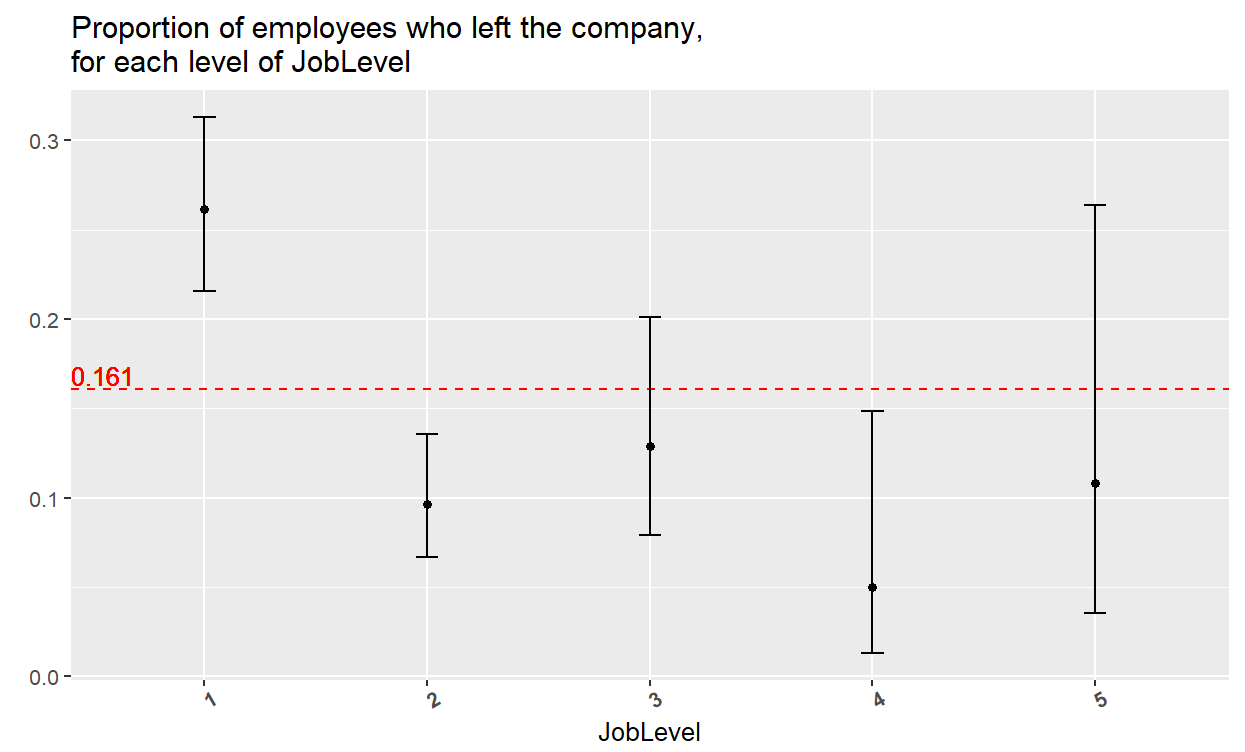 Proportion of employees who left the company,
for each level of JobLevel
0.3
0.2
0.161
0.1
0.0
1 2 3 4 5
JobLevel